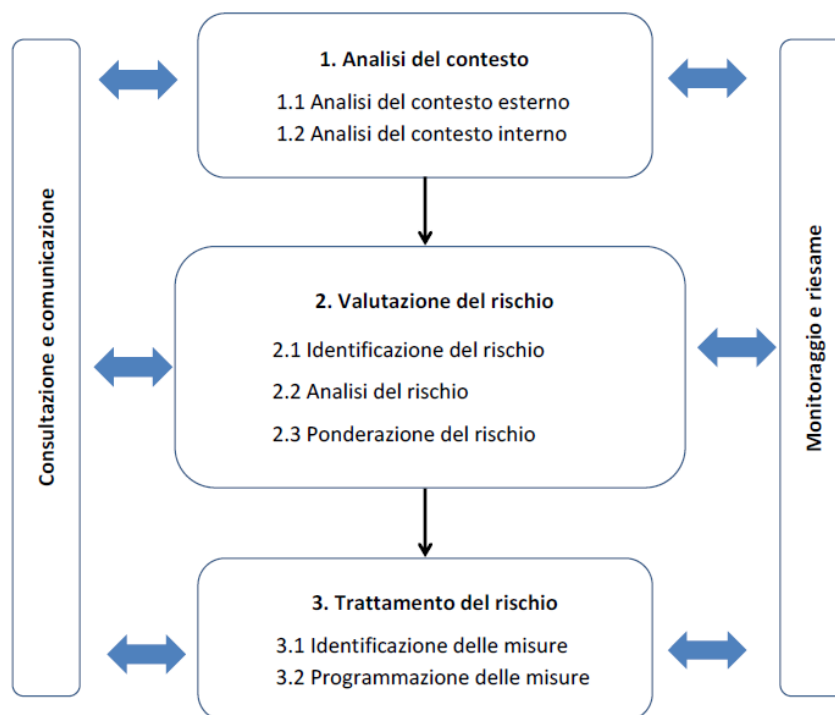 Consultazione e comunicazione
1. Analisi del contesto
1.1 Analisi del contesto esterno
1.2 Analisi del contesto interno
2. Valutazione del rischio
2.1 Identificazione del rischio
2.2 Analisi del rischio
2.3 Ponderazione del rischio
3. Trattamento del rischio
3.1 Identificazione delle misure
3.2 Programmazione delle misure
Monitoraggio e riesame